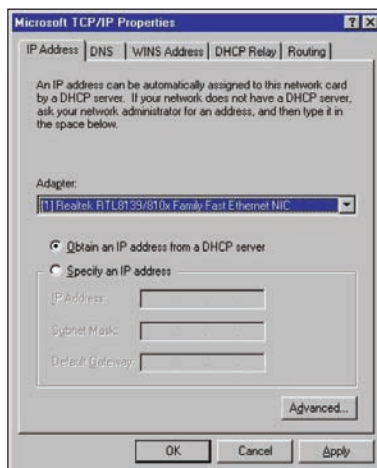 Microsoft TCP/IP Properties
IP Address DNS WINS Address DHCP Relay Routing
An IP address can be automatically assigned to this network card
by a DHCP server. If your network does not have a DHCP server,
ask your network administrator for an address, and then type it in
the space below.
Adapter:
[1] Realtek RTL8139/810x Family Fast Ethernet NIC
Obtain an IP address from a DHCP server
Specify an IP address
IP Address:
Subnet Mask:
Default Gateway:
Advanced...
OK Cancel Apply